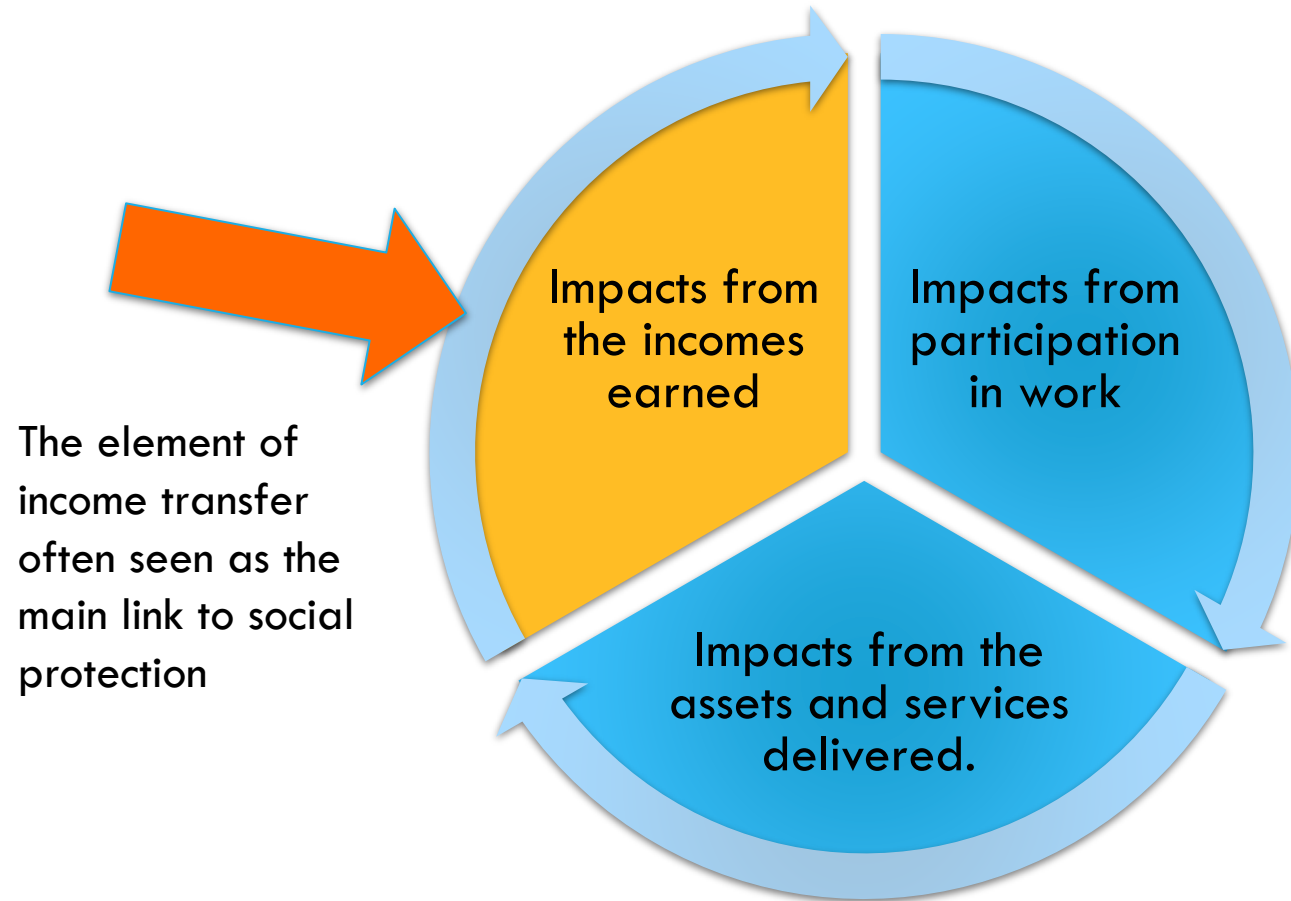 Impacts from
the incomes
earned
Impacts from
participation
in work
The element of
income transfer
often seen as the
main link to social
protection
Impacts from the
assets and services
delivered.